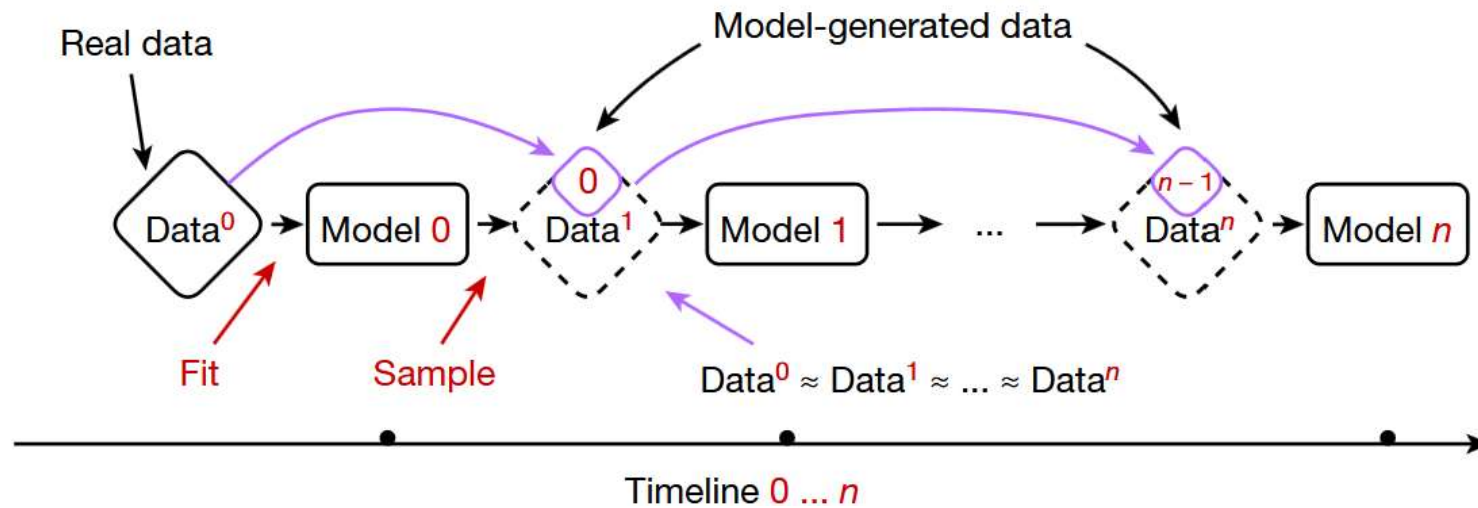 Real data
Model-generated data
Data⁰
Model 0
0
Data¹
Model 1
...
n − 1
Dataⁿ
Model n
Fit
Sample
Data⁰ ≈ Data¹ ≈ ... ≈ Dataⁿ
Timeline 0 ... n